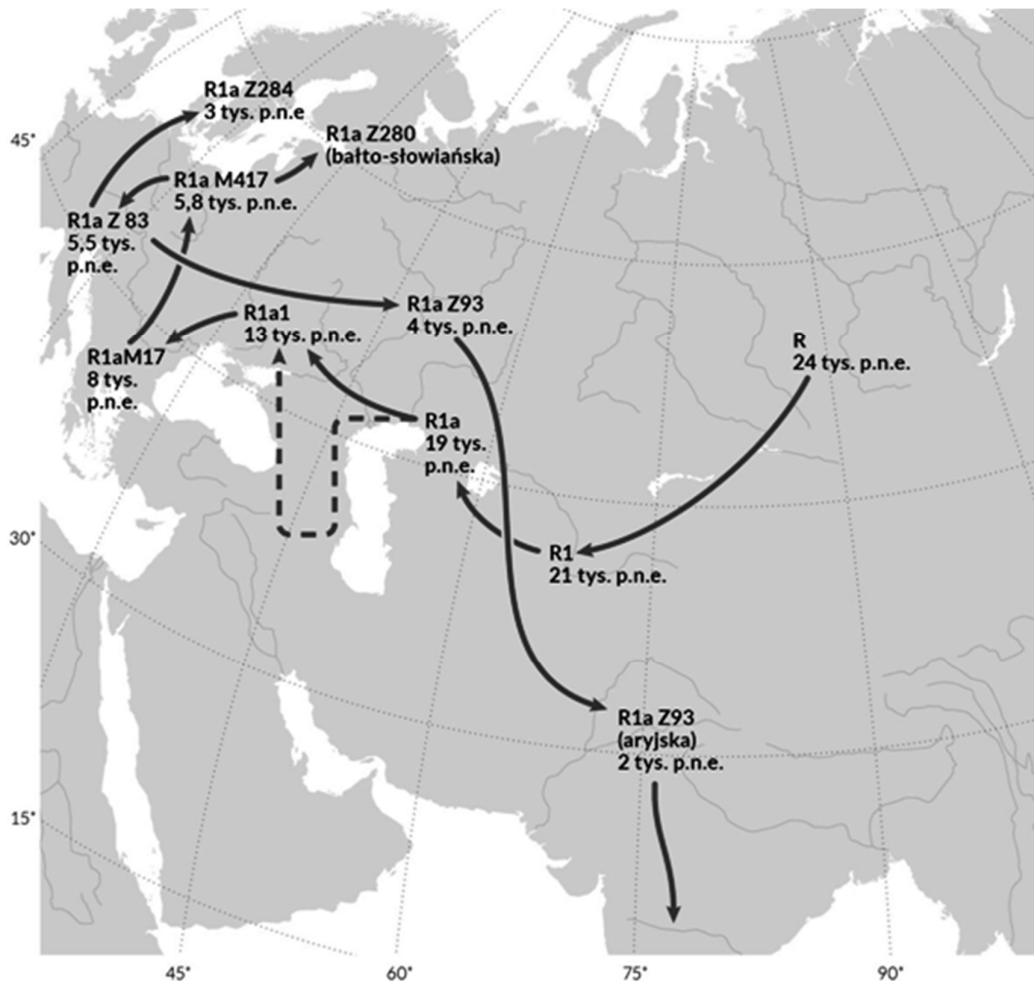 R1a Z284
3 tys. p.n.e
R1a Z280
(bałto-słowiańska)
45°
R1a M417
5,8 tys. p.n.e.
R1a Z 83
5,5 tys.
p.n.e.
R1a Z93
4 tys. p.n.e.
R1a1
13 tys. p.n.e.
R
24 tys. p.n.e.
R1aM17
8 tys.
p.n.e.
R1a
19 tys.
p.n.e.
30°
R1
21 tys. p.n.e.
R1a Z93
(aryjska)
2 tys. p.n.e.
15°
45°
60°
75°
90°